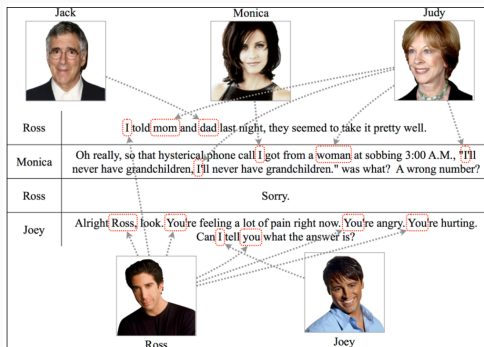 Jack Monica Judy
Ross I told mom and dad last night, they seemed to take it pretty well.
Monica Oh really, so that hysterical phone call I got from a woman at sobbing 3:00 A.M., "I'll
never have grandchildren, I'll never have grandchildren." was what? A wrong number?
Ross Sorry.
Joey Alright Ross, look. You're feeling a lot of pain right now. You're angry. You're hurting.
Can I tell you what the answer is?
Ross Joey